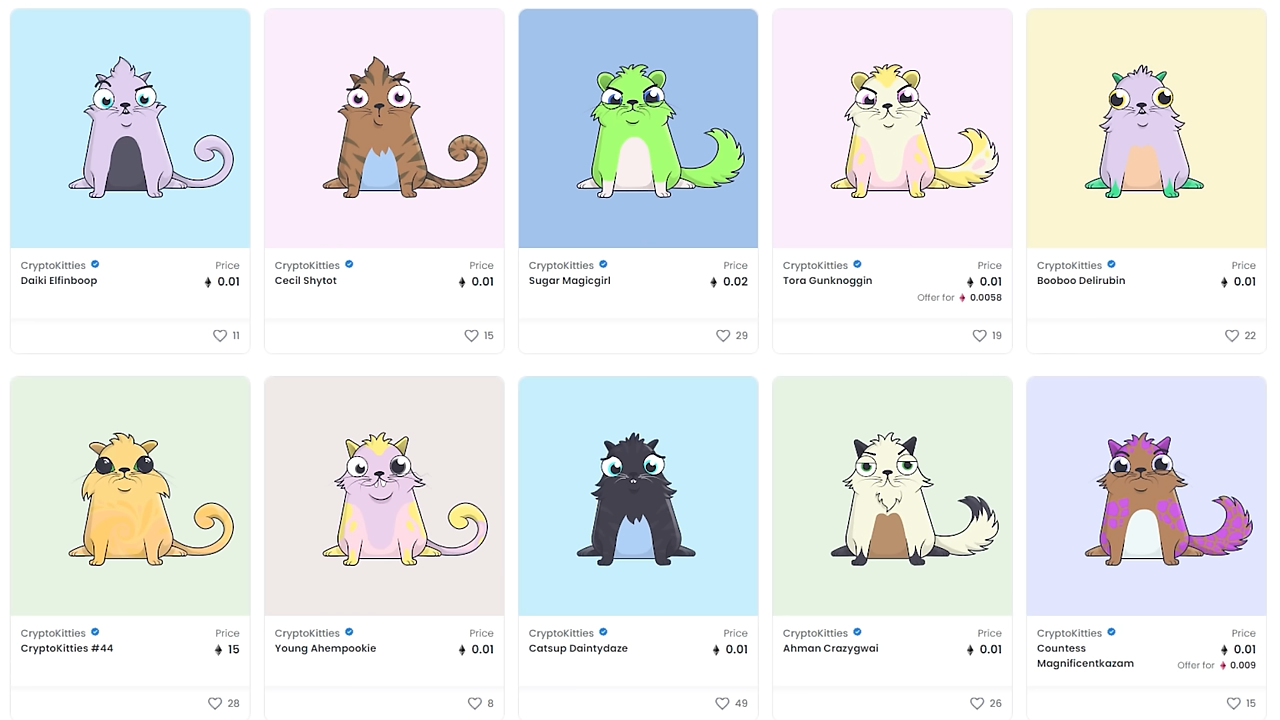 CryptoKitties Price
Daiki Elfinboop 0.01
11
CryptoKitties Price
Cecil Shytot 0.01
15
CryptoKitties Price
Sugar Magicgirl 0.02
29
CryptoKitties Price
Tora Gunknoggin 0.01
Offer for 0.0058
19
CryptoKitties Price
Booboo Delirubin 0.01
22
CryptoKitties Price
CryptoKitties #44 15
28
CryptoKitties Price
Young Ahempookie 0.01
8
CryptoKitties Price
Catsup Daintydaze 0.01
49
CryptoKitties Price
Ahman Crazygwai 0.01
26
CryptoKitties Price
Countess 0.01
Magnificentkazam Offer for 0.009
15